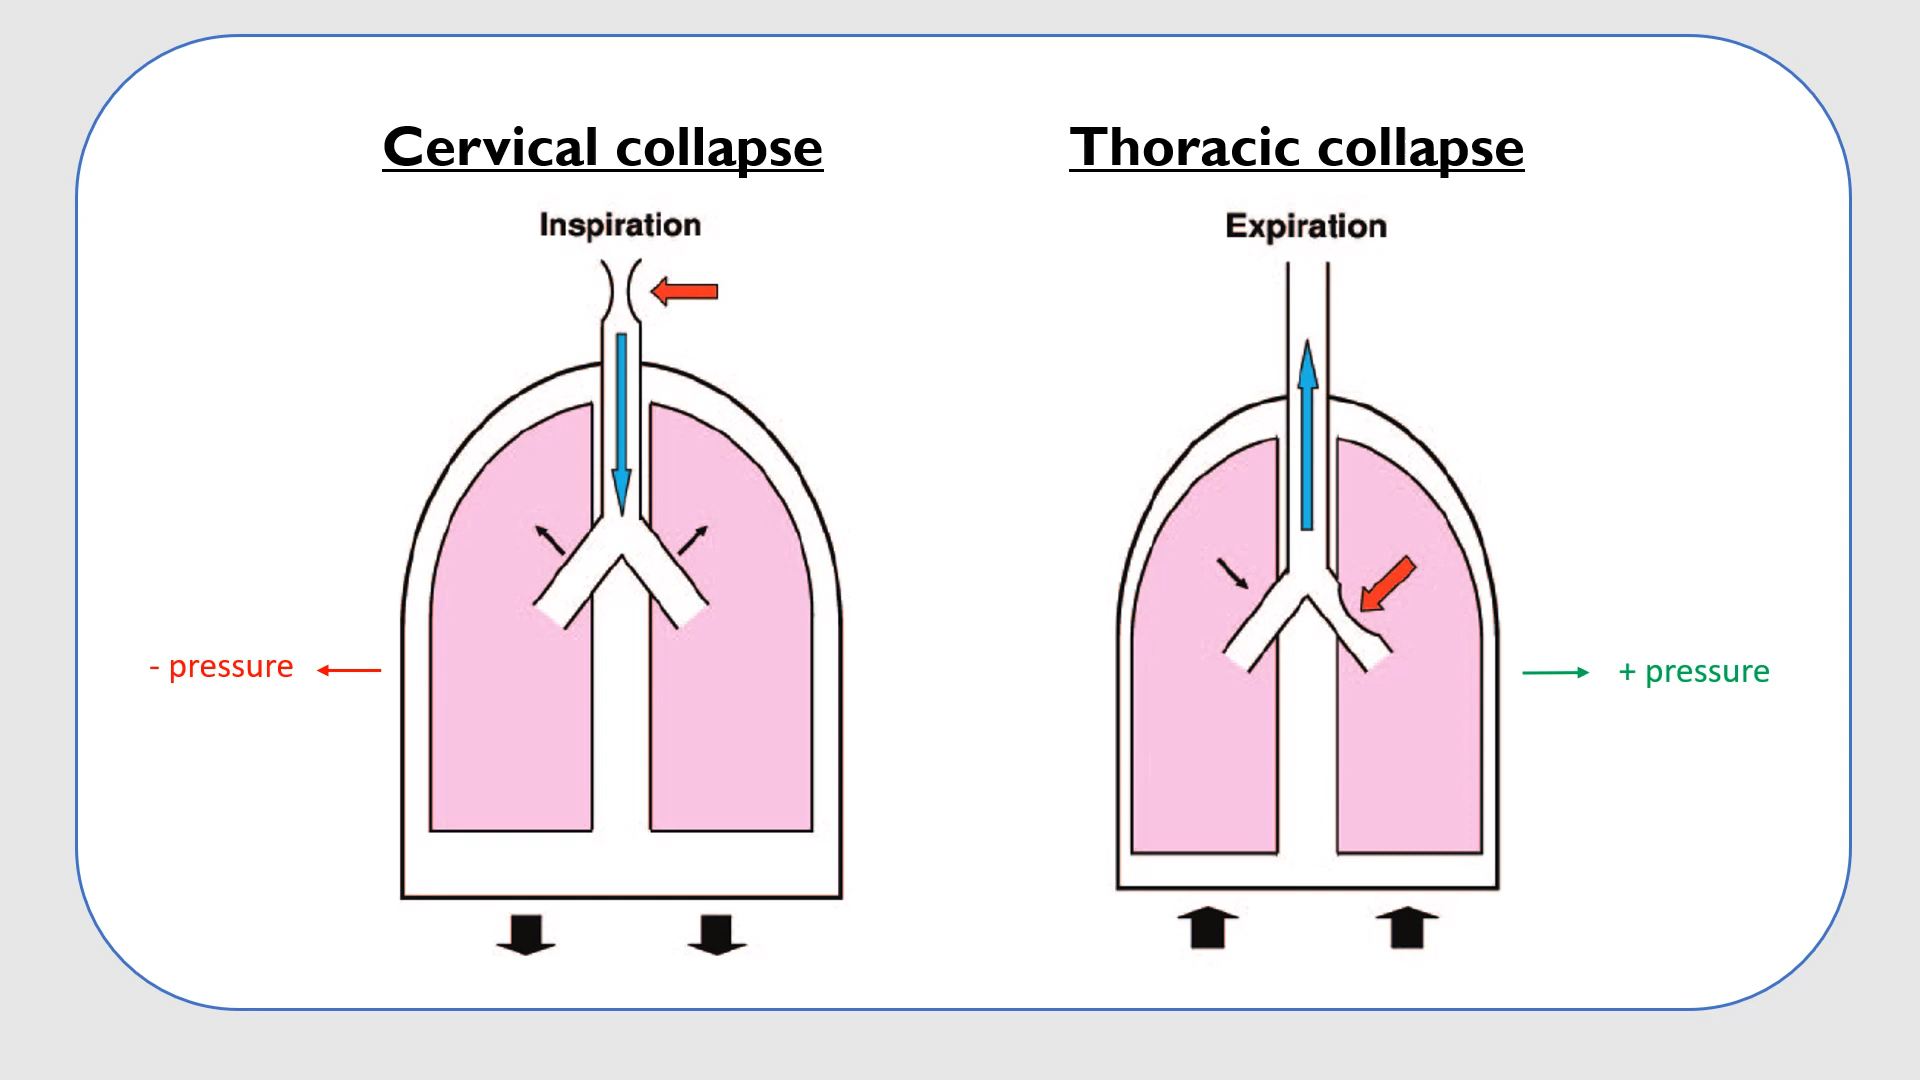 Cervical collapse
Inspiration
- pressure
Thoracic collapse
Expiration
+ pressure